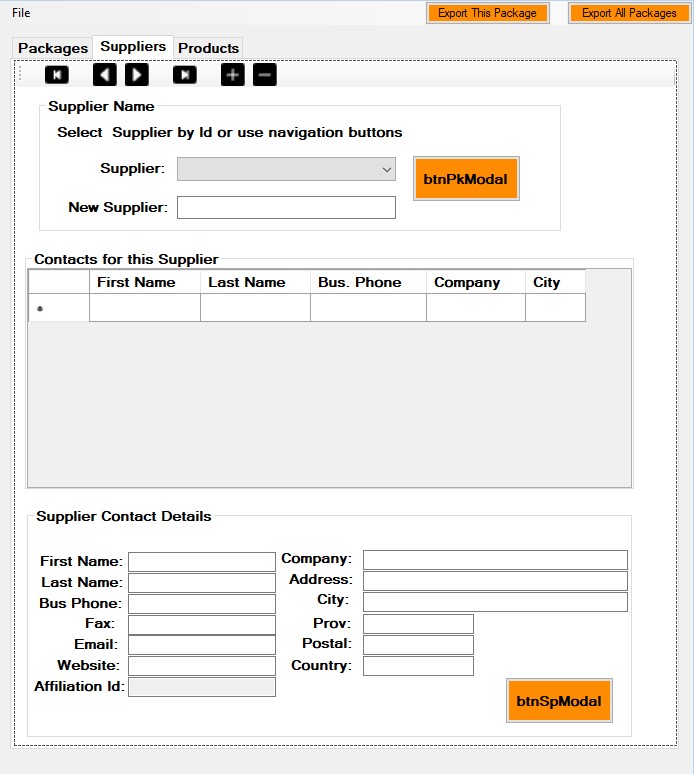 File
Export This Package
Export All Packages
Packages
Suppliers
Products
Supplier Name
Select Supplier by Id or use navigation buttons
Supplier:
btnPkModal
New Supplier:
Contacts for this Supplier
First Name Last Name Bus. Phone Company City
*
Supplier Contact Details
First Name:
Last Name:
Bus Phone:
Fax:
Email:
Website:
Affiliation Id:
Company:
Address:
City:
Prov:
Postal:
Country:
btnSpModal